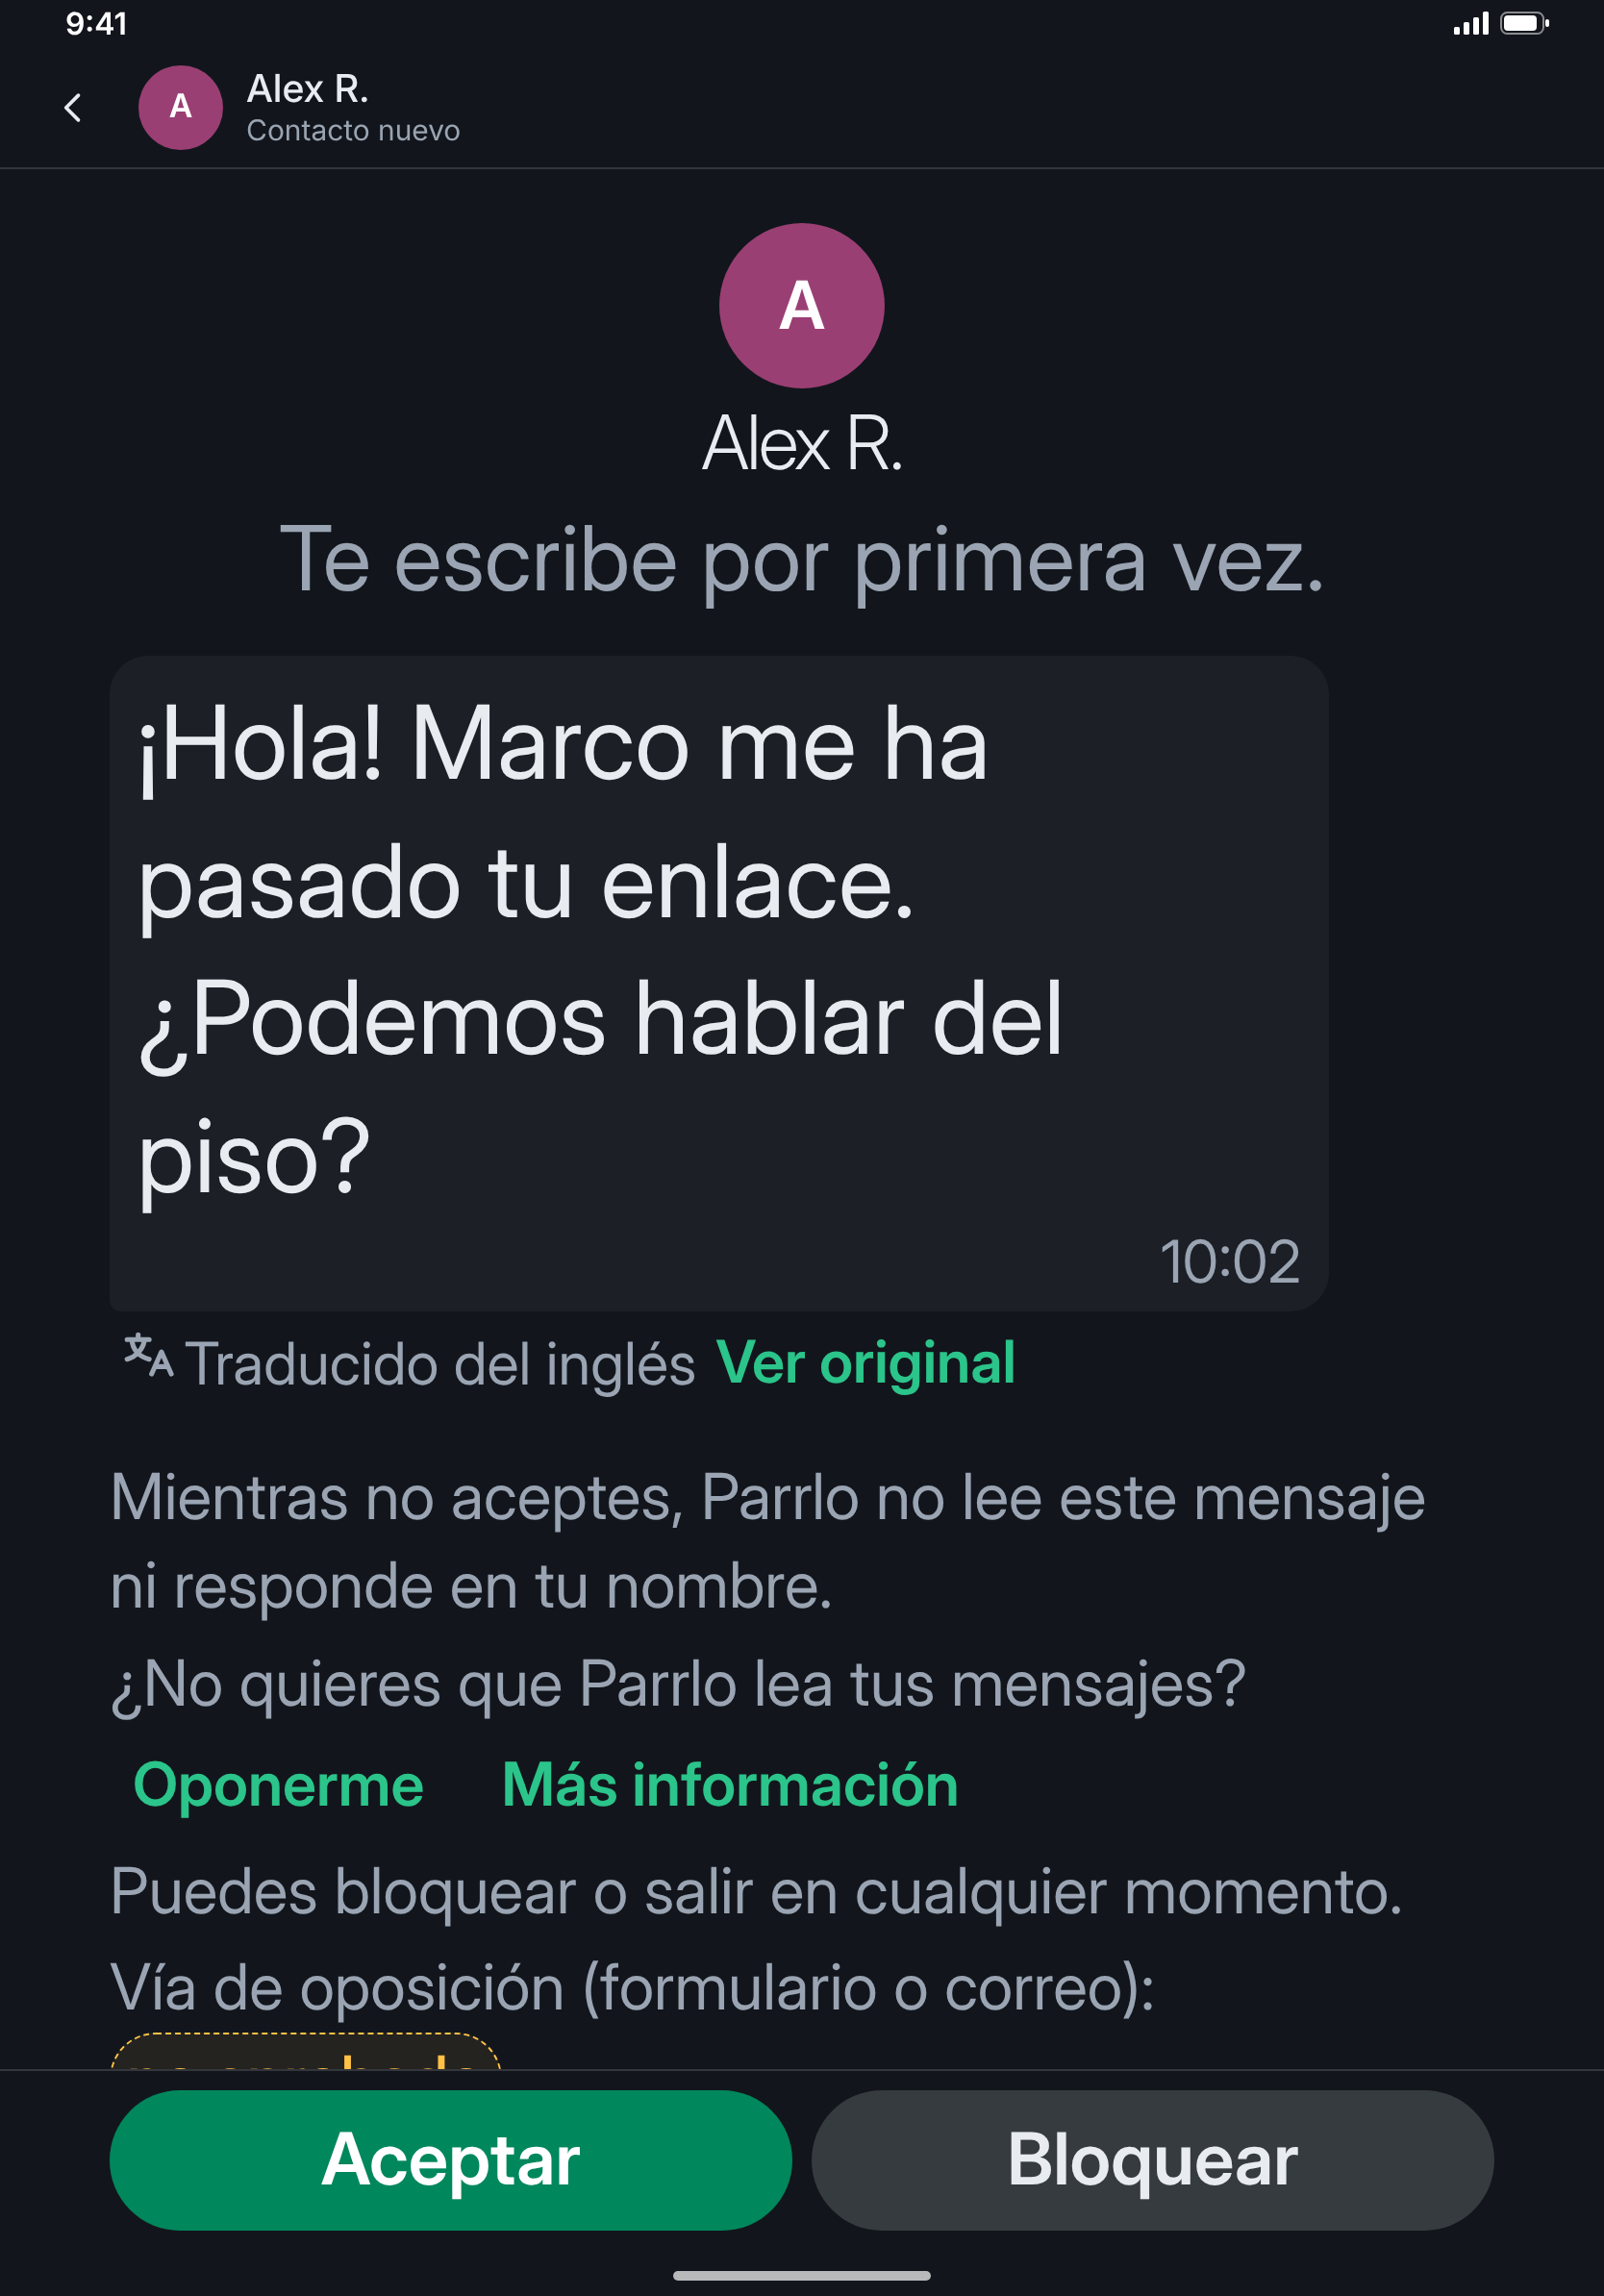 9:41
A
Alex R.
Contacto nuevo
A
Alex R.
Te escribe por primera vez.
¡Hola! Marco me ha
pasado tu enlace.
¿Podemos hablar del
piso?
10:02
Traducido del inglés Ver original
Mientras no aceptes, Parrlo no lee este mensaje
ni responde en tu nombre.
¿No quieres que Parrlo lea tus mensajes?
Oponerme Más información
Puedes bloquear o salir en cualquier momento.
Vía de oposición (formulario o correo):
Aceptar Bloquear